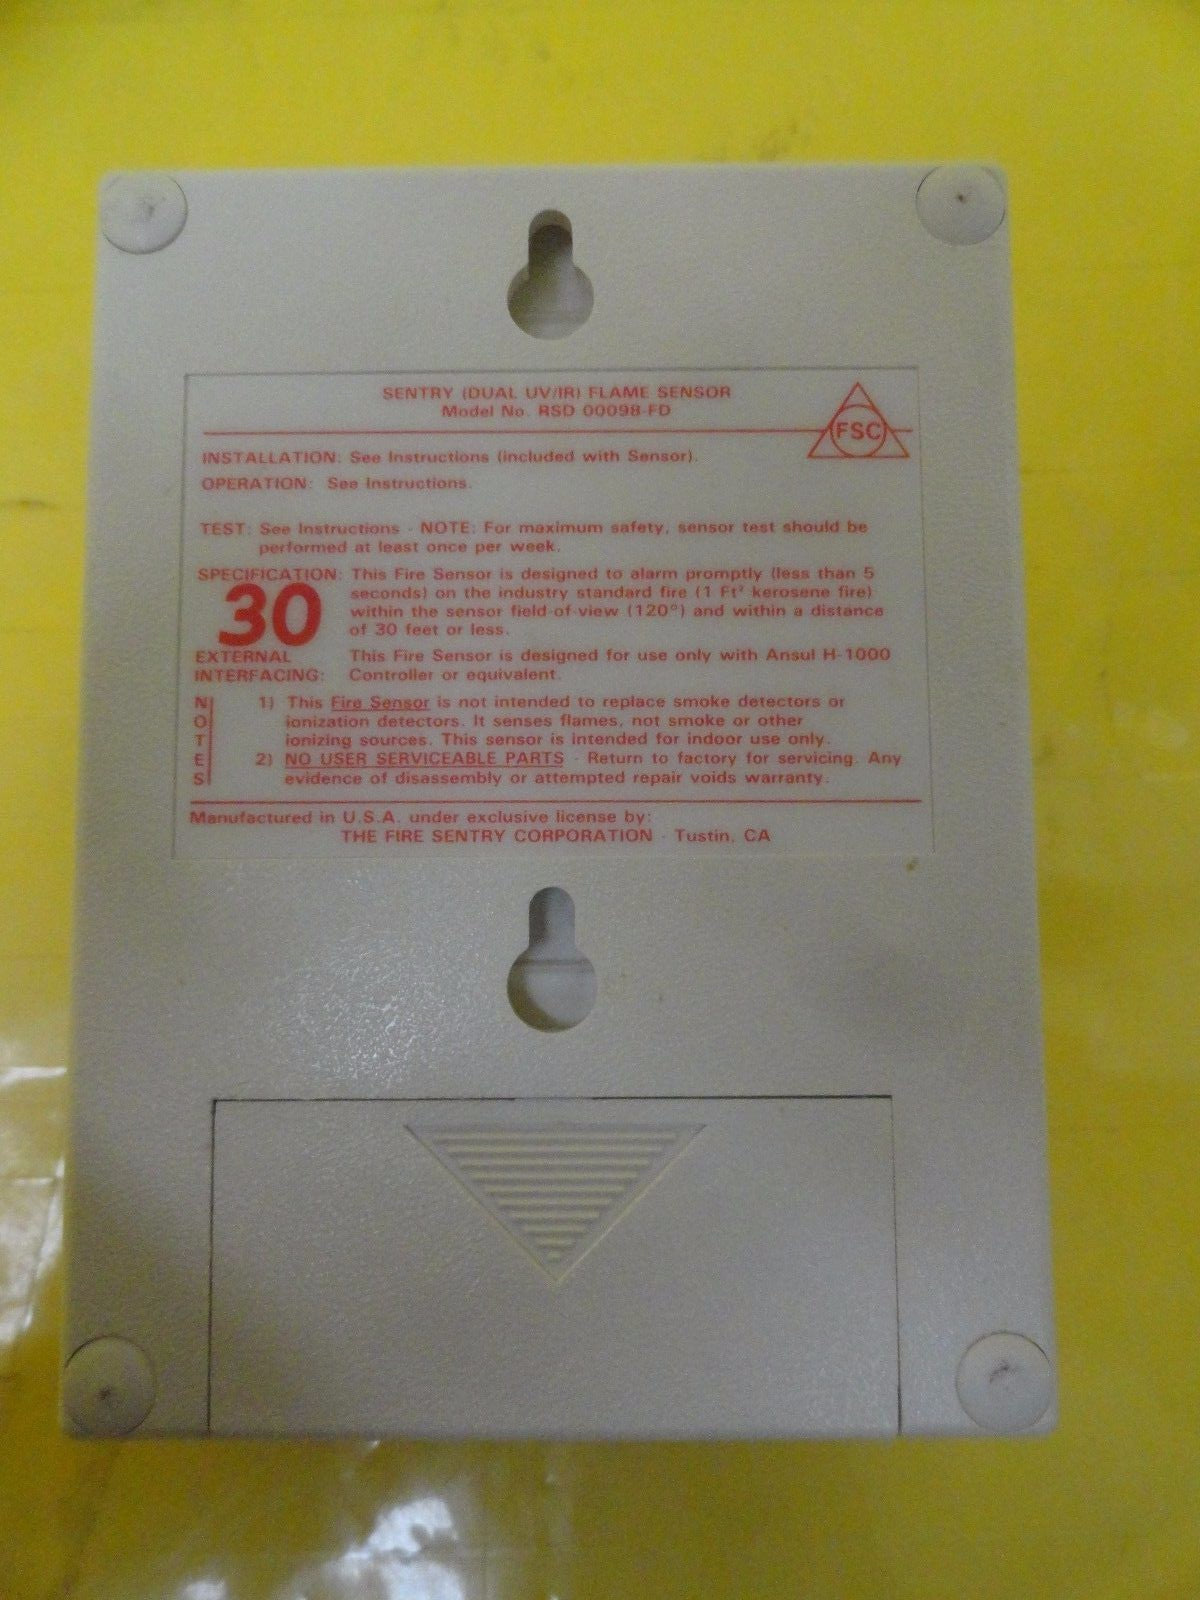 SENTRY (DUAL UV/IR) FLAME SENSOR
Model No. RSD 00098-FD
FSC
INSTALLATION: See Instructions (included with Sensor).
OPERATION: See Instructions.
TEST: See Instructions - NOTE: For maximum safety, sensor test should be
performed at least once per week.
SPECIFICATION: This Fire Sensor is designed to alarm promptly (less than 5
seconds) on the industry standard fire (1 Ft² kerosene fire)
within the sensor field-of-view (120°) and within a distance
of 30 feet or less.
30
EXTERNAL This Fire Sensor is designed for use only with Ansul H-1000
INTERFACING: Controller or equivalent.
NOTES
1) This Fire Sensor is not intended to replace smoke detectors or
ionization detectors. It senses flames, not smoke or other
ionizing sources. This sensor is intended for indoor use only.
2) NO USER SERVICEABLE PARTS - Return to factory for servicing. Any
evidence of disassembly or attempted repair voids warranty.
Manufactured in U.S.A. under exclusive license by:
THE FIRE SENTRY CORPORATION - Tustin, CA